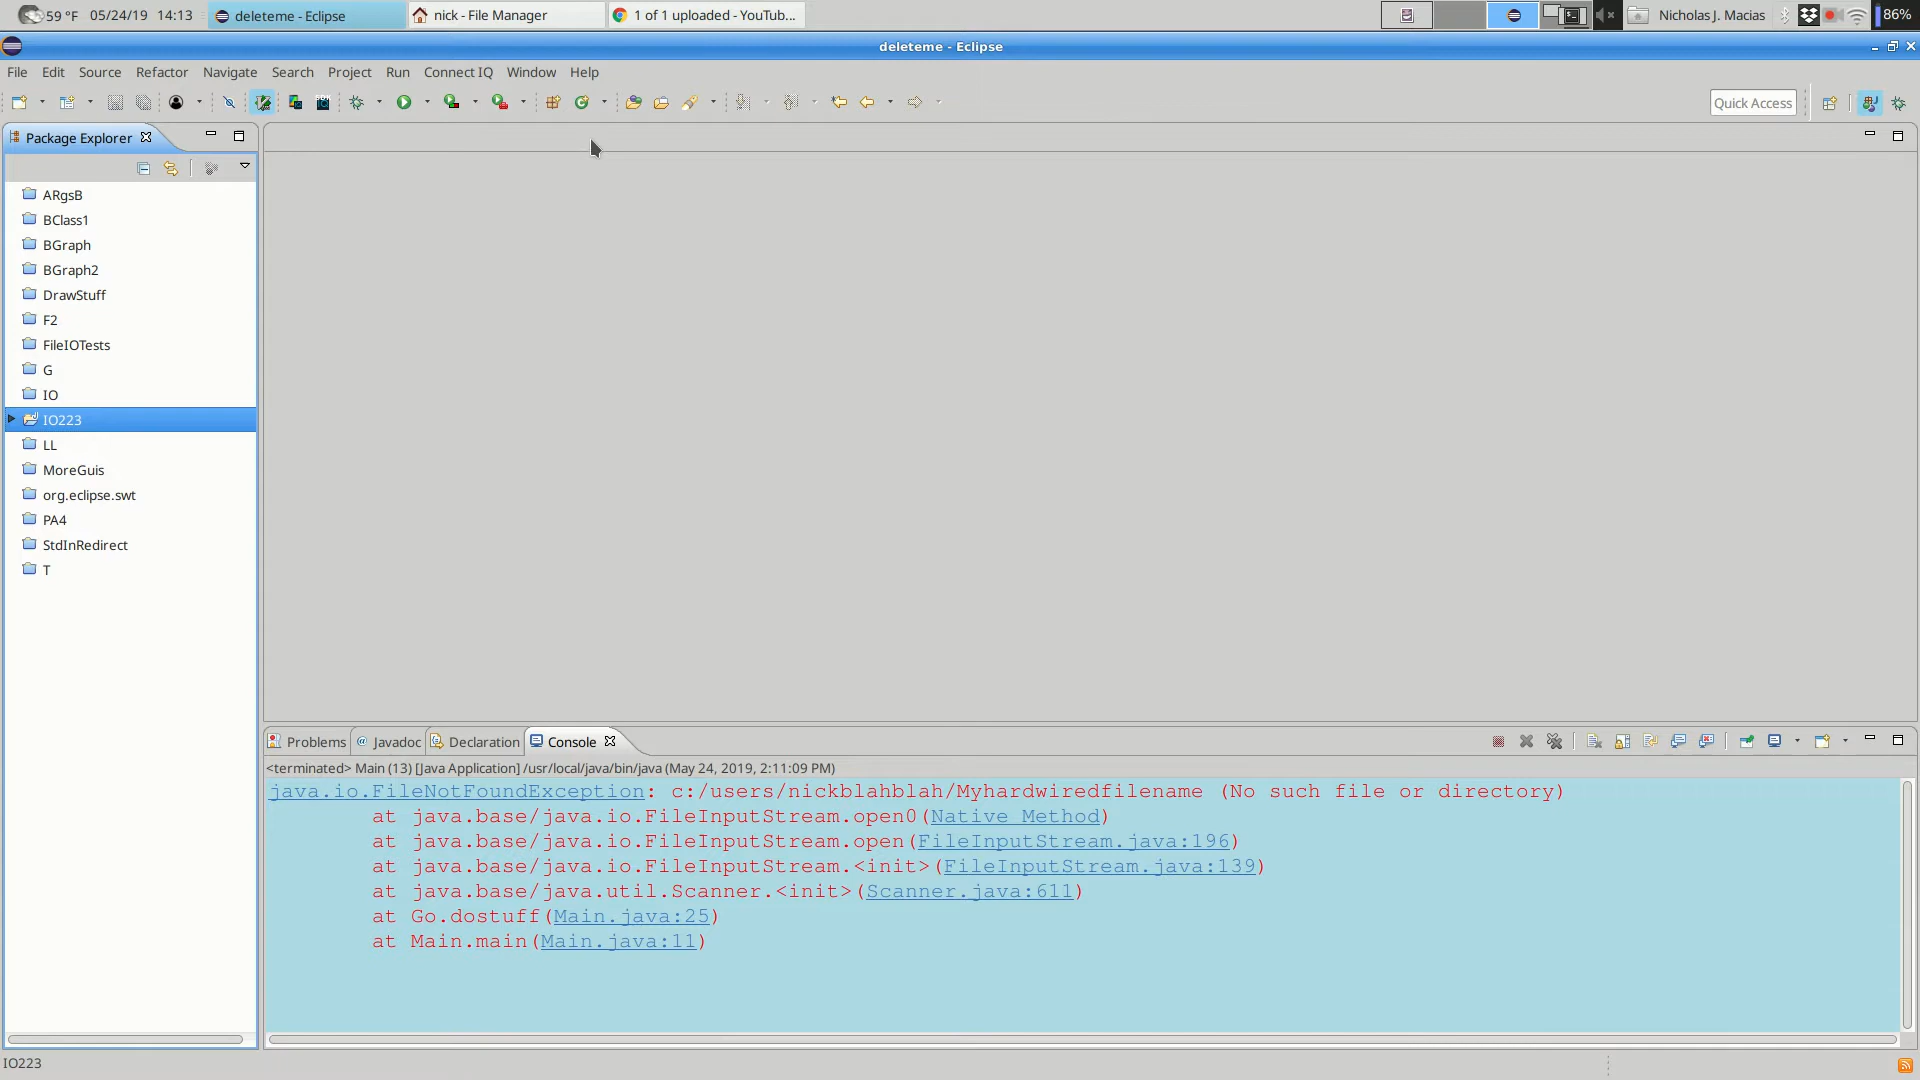 59 °F 05/24/19 14:13 deleteme - Eclipse nick - File Manager 1 of 1 uploaded - YouTub... Nicholas J. Macias 86%
deleteme - Eclipse
File Edit Source Refactor Navigate Search Project Run Connect IQ Window Help
Quick Access
Package Explorer
ARgsB
BClass1
BGraph
BGraph2
DrawStuff
F2
FileIOTests
G
IO
IO223
LL
MoreGuis
org.eclipse.swt
PA4
StdInRedirect
T
Problems @ Javadoc Declaration Console
<terminated> Main (13) [Java Application] /usr/local/java/bin/java (May 24, 2019, 2:11:09 PM)
java.io.FileNotFoundException: c:/users/nickblahblah/Myhardwiredfilename (No such file or directory)
at java.base/java.io.FileInputStream.open0(Native Method)
at java.base/java.io.FileInputStream.open(FileInputStream.java:196)
at java.base/java.io.FileInputStream.<init>(FileInputStream.java:139)
at java.base/java.util.Scanner.<init>(Scanner.java:611)
at Go.dostuff(Main.java:25)
at Main.main(Main.java:11)
IO223